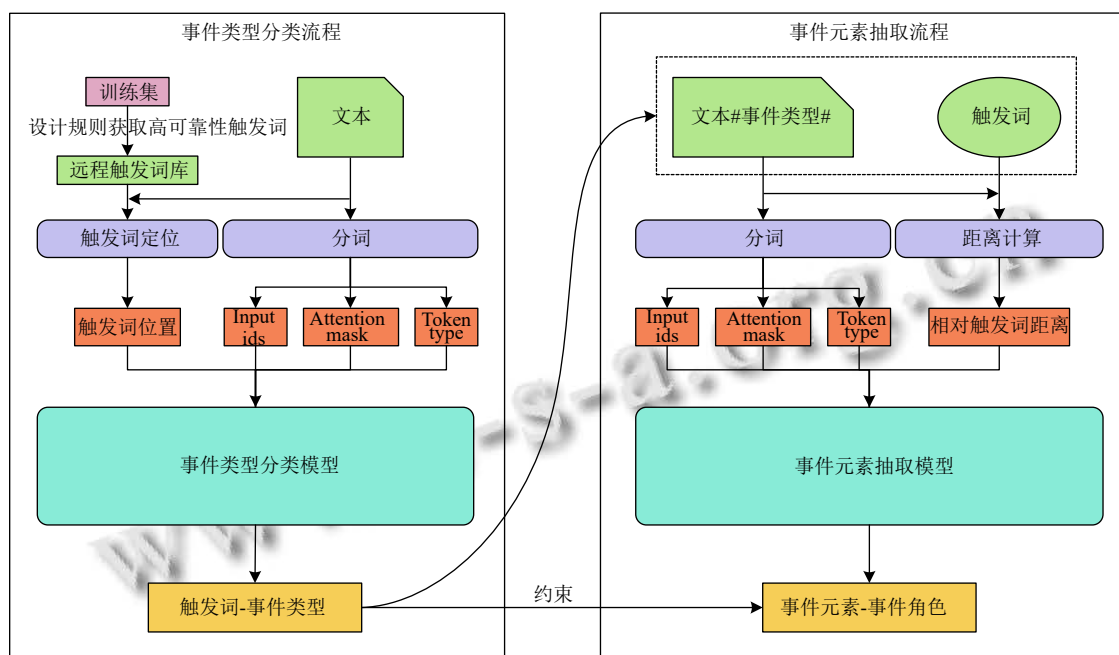 事件类型分类流程
训练集
设计规则获取高可靠性触发词
远程触发词库
文本
触发词定位
分词
触发词位置
Input
ids
Attention
mask
Token
type
事件类型分类模型
触发词-事件类型
约束
事件元素抽取流程
文本#事件类型#
触发词
分词
距离计算
Input
ids
Attention
mask
Token
type
相对触发词距离
事件元素抽取模型
事件元素-事件角色